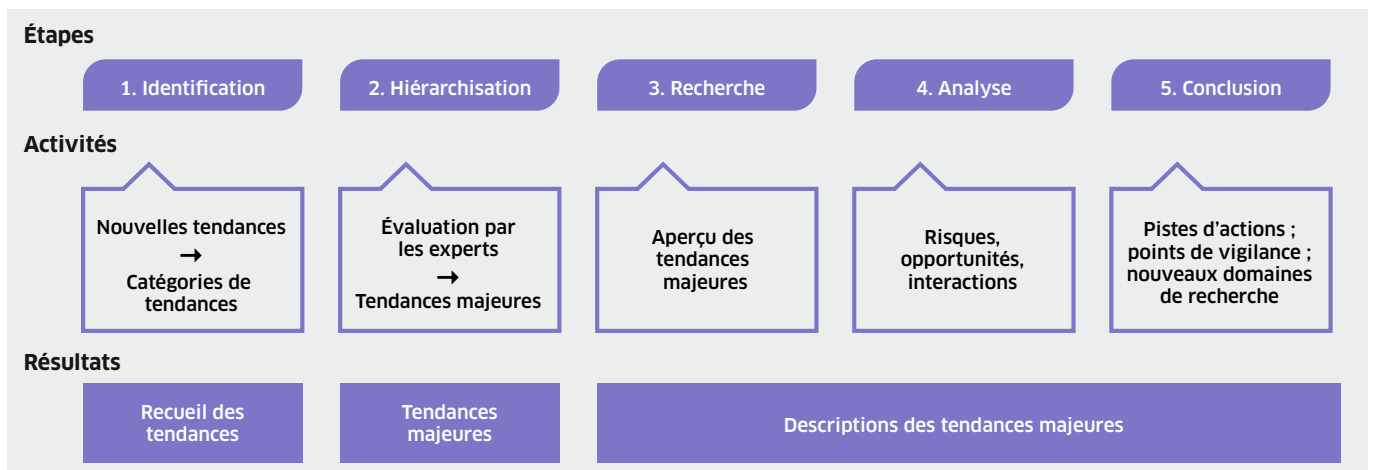 Étapes
1. Identification
2. Hiérarchisation
3. Recherche
4. Analyse
5. Conclusion
Activités
Nouvelles tendances
→
Catégories de
tendances
Évaluation par
les experts
→
Tendances majeures
Aperçu des
tendances
majeures
Risques,
opportunités,
interactions
Pistes d’actions ;
points de vigilance ;
nouveaux domaines
de recherche
Résultats
Recueil des
tendances
Tendances
majeures
Descriptions des tendances majeures